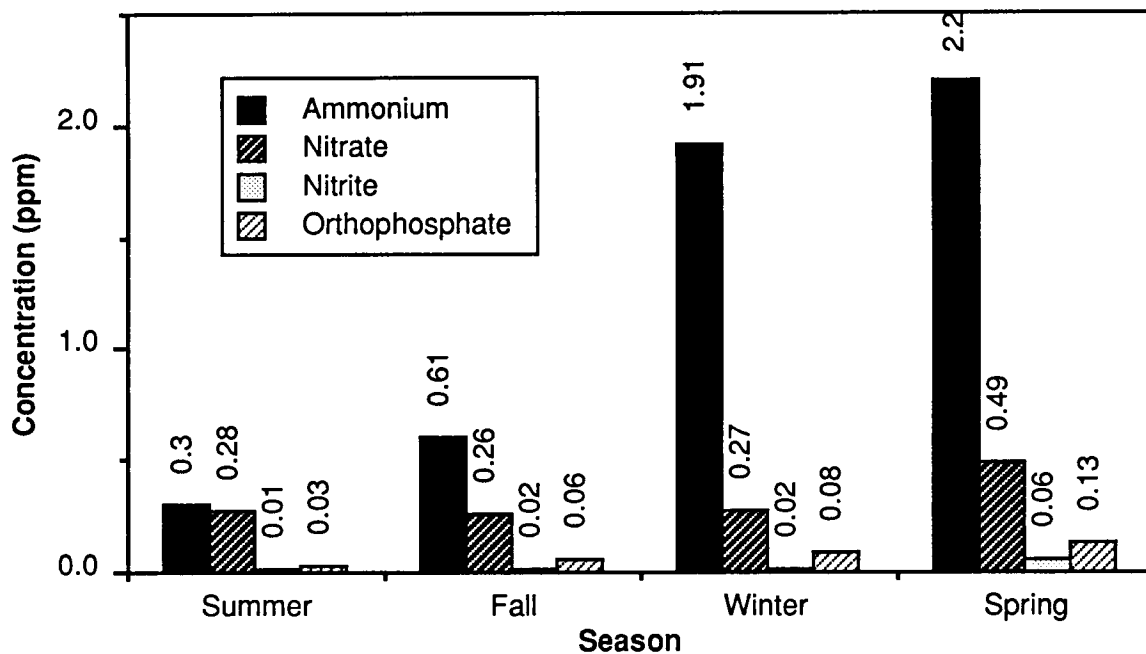 Concentration (ppm)
2.0
1.0
0.0
Ammonium
Nitrate
Nitrite
Orthophosphate
0.3
0.28
0.01
0.03
0.61
0.26
0.02
0.06
1.91
0.27
0.02
0.08
2.2
0.49
0.06
0.13
Summer
Fall
Winter
Spring
Season